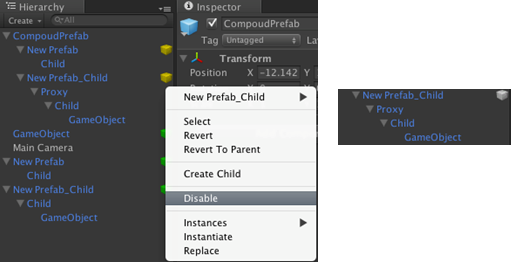 Hierarchy
Inspector
Create
All
CompoudPrefab
CompoudPrefab
New Prefab
Tag Untagged
Child
Transform
New Prefab_Child
Position X -12.142 Y
Proxy
Child
New Prefab_Child
GameObject
Select
GameObject
Revert
Main Camera
Revert To Parent
New Prefab
Create Child
Child
New Prefab_Child
Disable
Child
GameObject
Instances
Instantiate
Replace
New Prefab_Child
Proxy
Child
GameObject